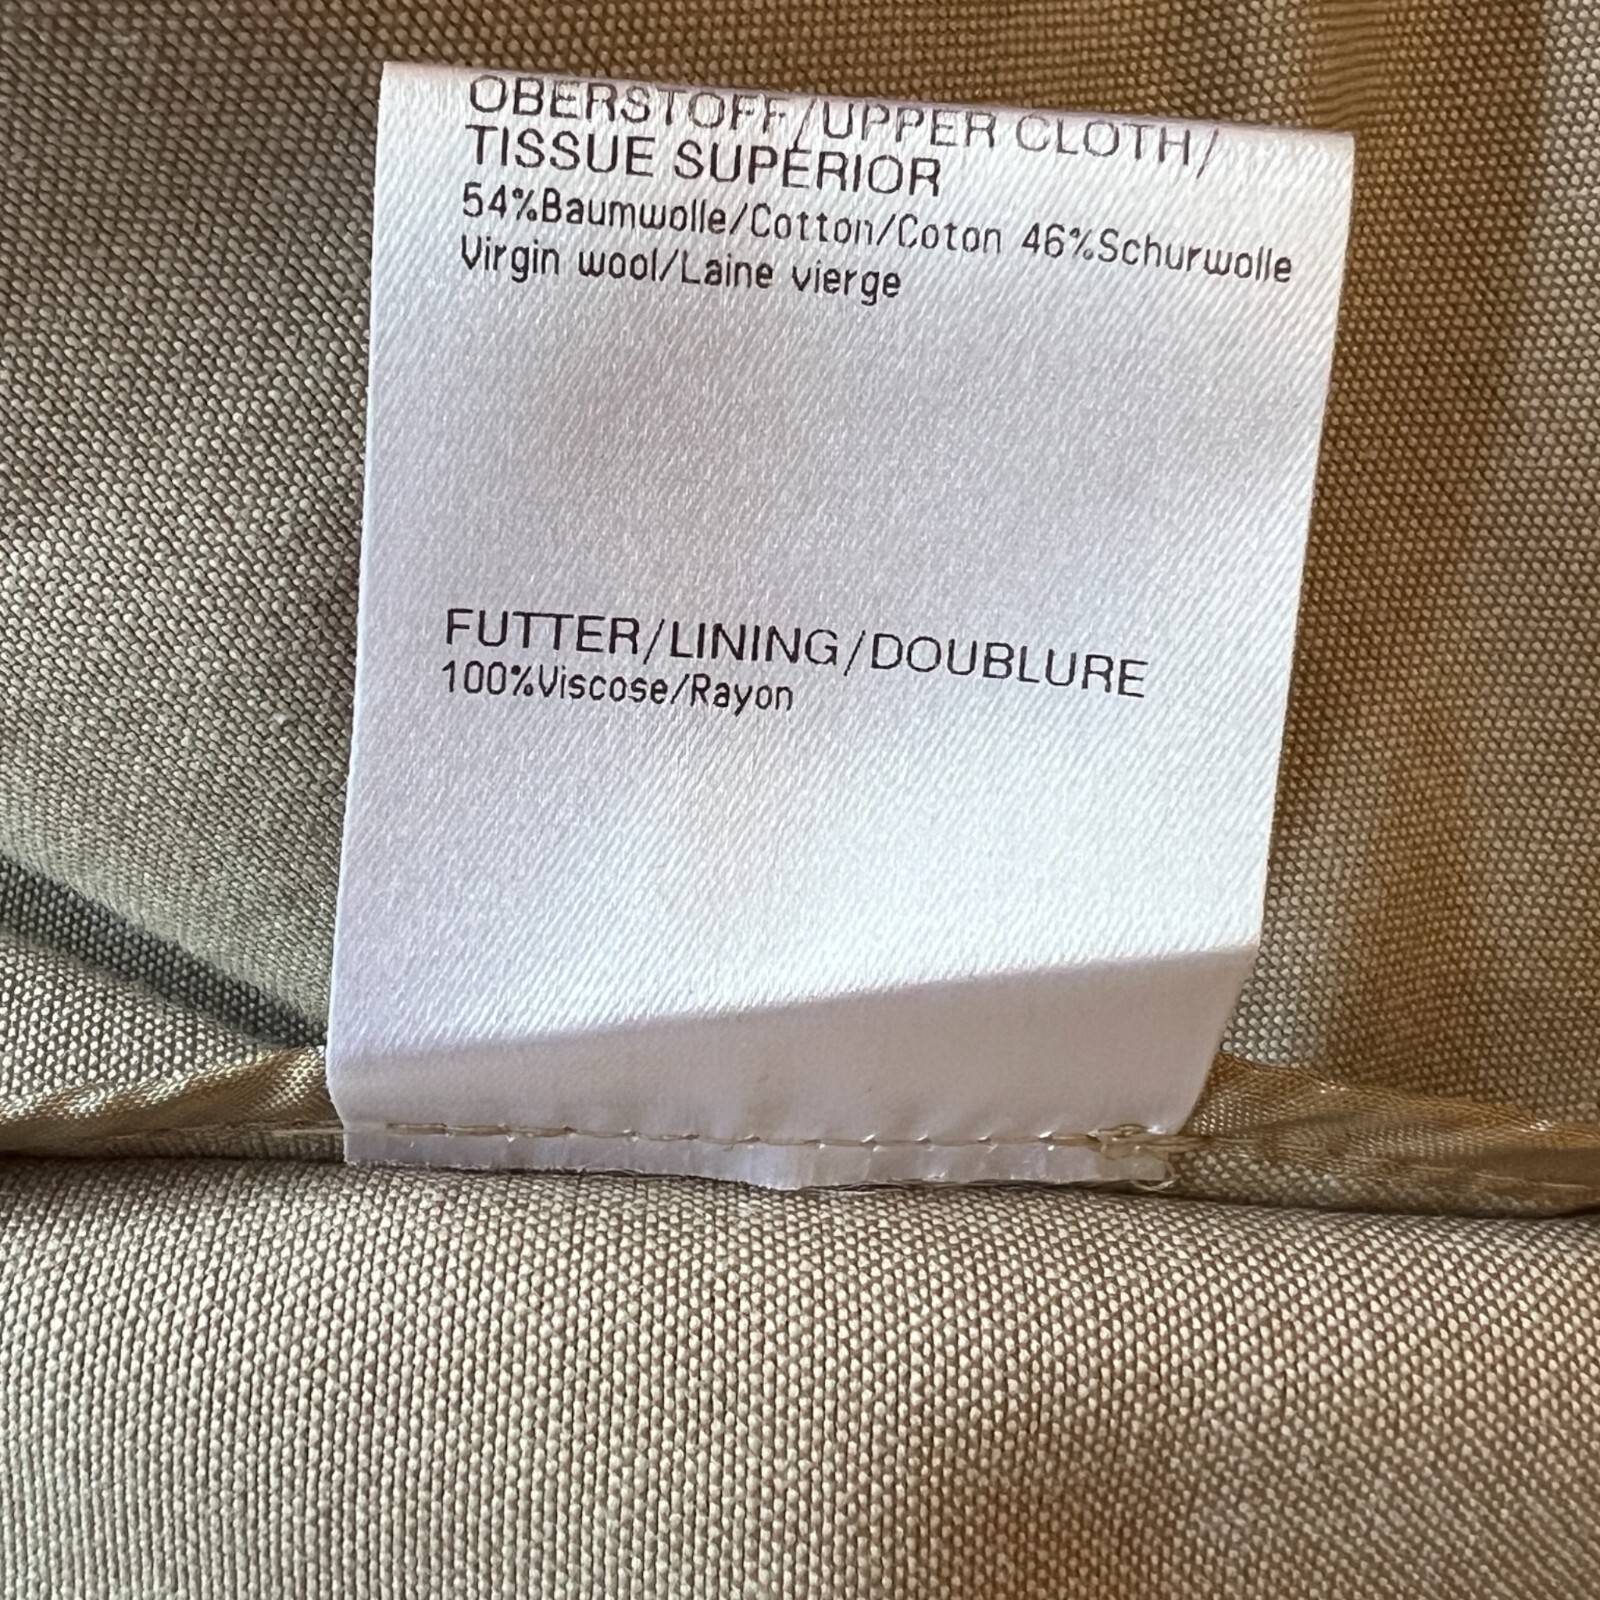 OBERSTOFF/UPPER CLOTH/
TISSUE SUPERIOR
54%Baumwolle/Cotton/Coton 46%Schurwolle
Virgin wool/Laine vierge
FUTTER/LINING/DOUBLURE
100%Viscose/Rayon